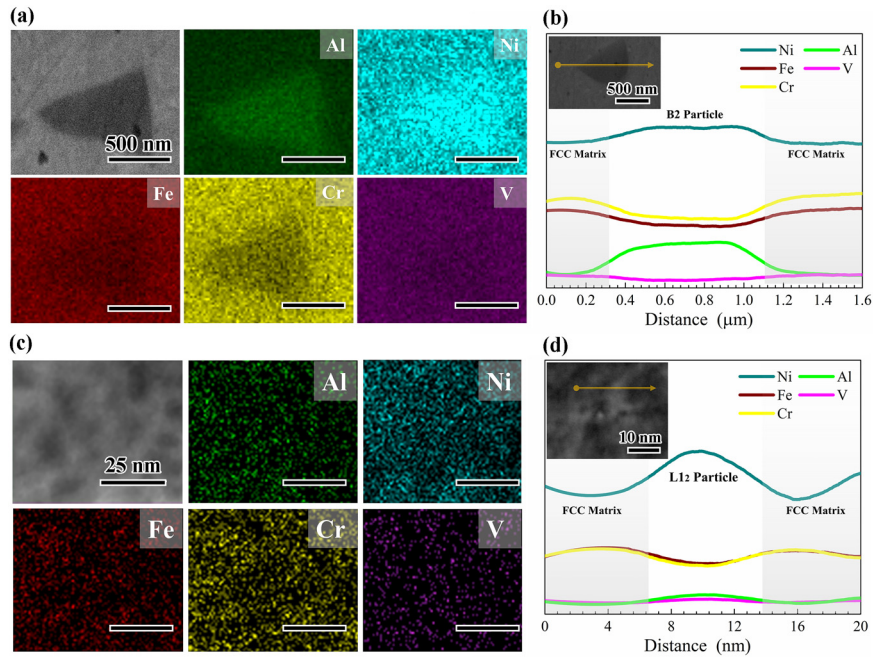 (a)
Al
Ni
500 nm
Fe
Cr
V
(b)
500 nm
Ni
Al
Fe
V
Cr
B2 Particle
FCC Matrix
FCC Matrix
0.0 0.2 0.4 0.6 0.8 1.0 1.2 1.4 1.6
Distance (μm)
(c)
Al
Ni
25 nm
Fe
Cr
V
(d)
10 nm
Ni
Al
Fe
V
Cr
L12 Particle
FCC Matrix
FCC Matrix
0 4 8 12 16 20
Distance (nm)